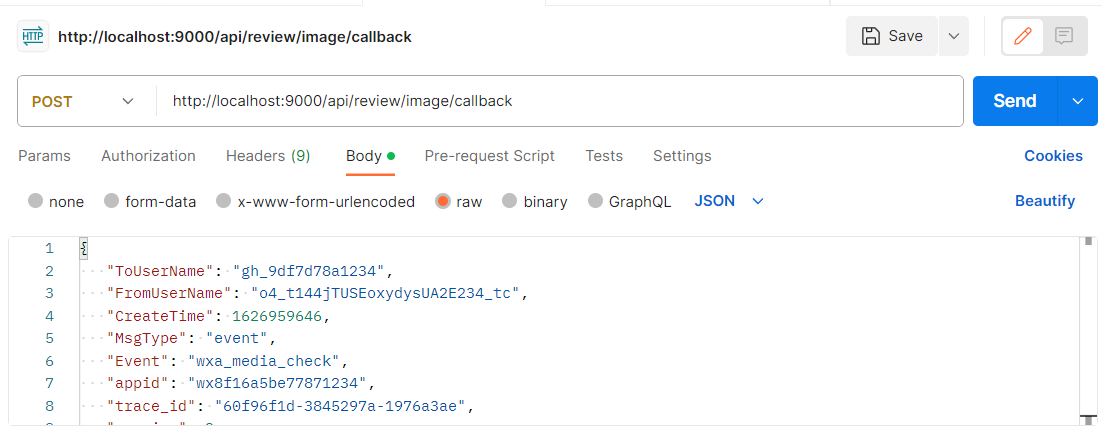 HTTP http://localhost:9000/api/review/image/callback Save
POST http://localhost:9000/api/review/image/callback Send
Params Authorization Headers (9) Body Pre-request Script Tests Settings Cookies
none form-data x-www-form-urlencoded raw binary GraphQL JSON Beautify
1 {
2 "ToUserName": "gh_9df7d78a1234",
3 "FromUserName": "o4_t144jTUSEoxydysUA2E234_tc",
4 "CreateTime": 1626959646,
5 "MsgType": "event",
6 "Event": "wxa_media_check",
7 "appid": "wx8f16a5be77871234",
8 "trace_id": "60f96f1d-3845297a-1976a3ae",